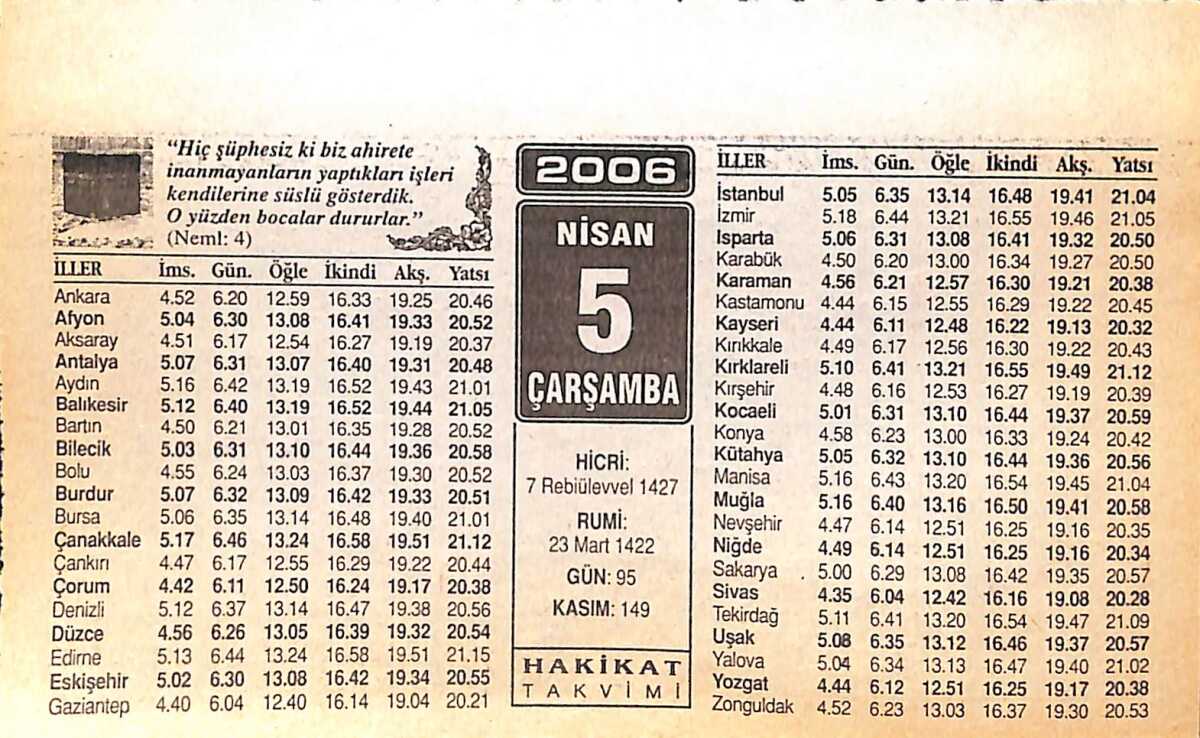 “Hiç şüphesiz ki biz ahirete
inanmayanların yaptıkları işleri
kendilerine süslü gösterdik.
O yüzden bocalar dururlar.”
(Neml: 4)
İLLER İms. Gün. Öğle İkindi Akş. Yatsı
Ankara 4.52 6.20 12.59 16.33 19.25 20.46
Afyon 5.04 6.30 13.08 16.41 19.33 20.52
Aksaray 4.51 6.17 12.54 16.27 19.19 20.37
Antalya 5.07 6.31 13.07 16.40 19.31 20.48
Aydın 5.16 6.42 13.19 16.52 19.43 21.01
Balıkesir 5.12 6.40 13.19 16.52 19.44 21.05
Bartın 4.50 6.21 13.01 16.35 19.28 20.52
Bilecik 5.03 6.31 13.10 16.44 19.36 20.58
Bolu 4.55 6.24 13.03 16.37 19.30 20.52
Burdur 5.07 6.32 13.09 16.42 19.33 20.51
Bursa 5.06 6.35 13.14 16.48 19.40 21.01
Çanakkale 5.17 6.46 13.24 16.58 19.51 21.12
Çankırı 4.47 6.17 12.55 16.29 19.22 20.44
Çorum 4.42 6.11 12.50 16.24 19.17 20.38
Denizli 5.12 6.37 13.14 16.47 19.38 20.56
Düzce 4.56 6.26 13.05 16.39 19.32 20.54
Edirne 5.13 6.44 13.24 16.58 19.51 21.15
Eskişehir 5.02 6.30 13.08 16.42 19.34 20.55
Gaziantep 4.40 6.04 12.40 16.14 19.04 20.21
2006
NİSAN
5
ÇARŞAMBA
HİCRİ:
7 Rebiülevvel 1427
RUMİ:
23 Mart 1422
GÜN: 95
KASIM: 149
HAKİKAT
TAKVİMİ
İLLER İms. Gün. Öğle İkindi Akş. Yatsı
İstanbul 5.05 6.35 13.14 16.48 19.41 21.04
İzmir 5.18 6.44 13.21 16.55 19.46 21.05
Isparta 5.06 6.31 13.08 16.41 19.32 20.50
Karabük 4.50 6.20 13.00 16.34 19.27 20.50
Karaman 4.56 6.21 12.57 16.30 19.21 20.38
Kastamonu 4.44 6.15 12.55 16.29 19.22 20.45
Kayseri 4.44 6.11 12.48 16.22 19.13 20.32
Kırıkkale 4.49 6.17 12.56 16.30 19.22 20.43
Kırklareli 5.10 6.41 13.21 16.55 19.49 21.12
Kırşehir 4.48 6.16 12.53 16.27 19.19 20.39
Kocaeli 5.01 6.31 13.10 16.44 19.37 20.59
Konya 4.58 6.23 13.00 16.33 19.24 20.42
Kütahya 5.05 6.32 13.10 16.44 19.36 20.56
Manisa 5.16 6.43 13.20 16.54 19.45 21.04
Muğla 5.16 6.40 13.16 16.50 19.41 20.58
Nevşehir 4.47 6.14 12.51 16.25 19.16 20.35
Niğde 4.49 6.14 12.51 16.25 19.16 20.34
Sakarya 5.00 6.29 13.08 16.42 19.35 20.57
Sivas 4.35 6.04 12.42 16.16 19.08 20.28
Tekirdağ 5.11 6.41 13.20 16.54 19.47 21.09
Uşak 5.08 6.35 13.12 16.46 19.37 20.57
Yalova 5.04 6.34 13.13 16.47 19.40 21.02
Yozgat 4.44 6.12 12.51 16.25 19.17 20.38
Zonguldak 4.52 6.23 13.03 16.37 19.30 20.53